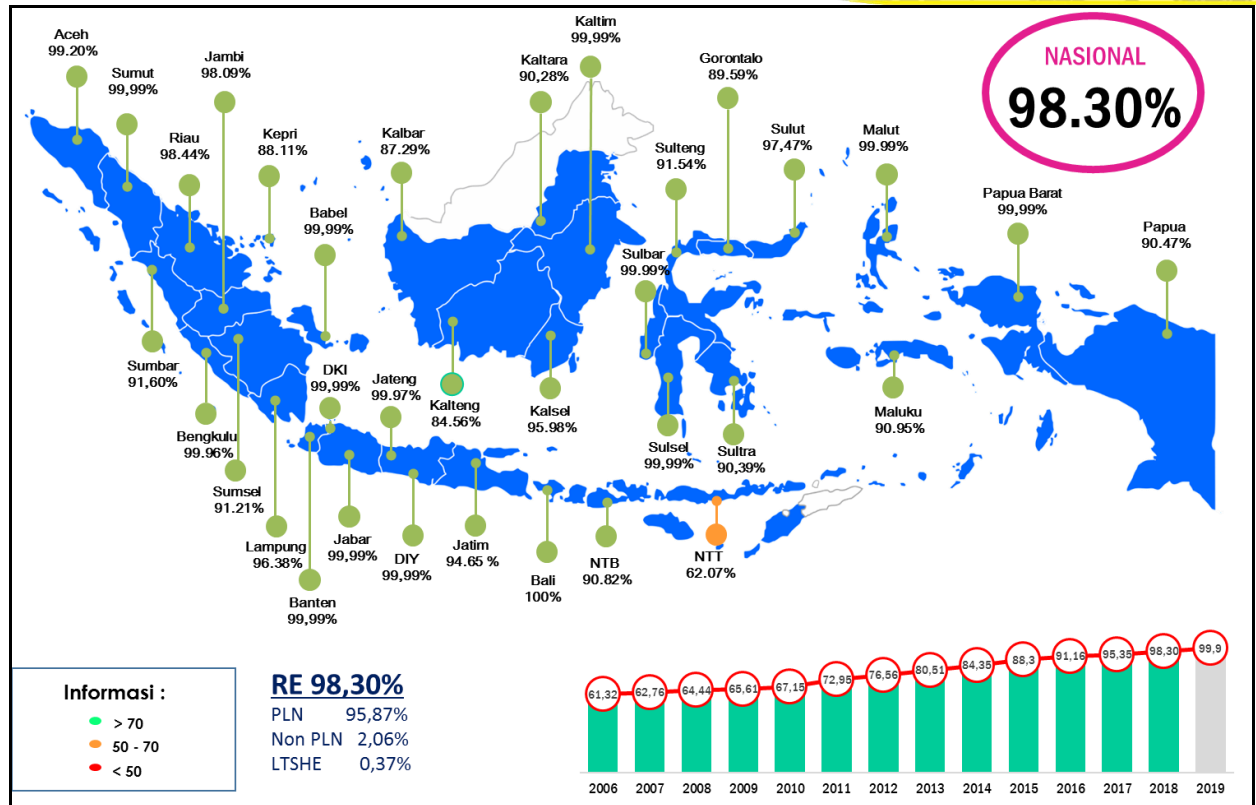 Aceh
99.20%
Sumut
99,99%
Jambi
98.09%
Riau
98.44%
Kepri
88.11%
Babel
99,99%
Kalbar
87.29%
Kaltara
90,28%
Kaltim
99,99%
Gorontalo
89.59%
Sulteng
91.54%
Sulut
97,47%
Malut
99.99%
NASIONAL
98.30%
Papua Barat
99,99%
Papua
90.47%
Sulbar
99.99%
Sumbar
91,60%
Bengkulu
99.96%
Sumsel
91.21%
Lampung
96.38%
Banten
99,99%
DKI
99,99%
Jabar
99,99%
Jateng
99.97%
DIY
99,99%
Jatim
94.65 %
Kalteng
84.56%
Kalsel
95.98%
Bali
100%
NTB
90.82%
Sulsel
99,99%
Sultra
90,39%
NTT
62.07%
Maluku
90.95%
Informasi :
> 70
50 - 70
< 50
RE 98,30%
PLN 95,87%
Non PLN 2,06%
LTSHE 0,37%
61,32 62,76 64,44 65,61 67,15 72,95 76,56 80,51 84,35 88,3 91,16 95,35 98,30 99,9
2006 2007 2008 2009 2010 2011 2012 2013 2014 2015 2016 2017 2018 2019